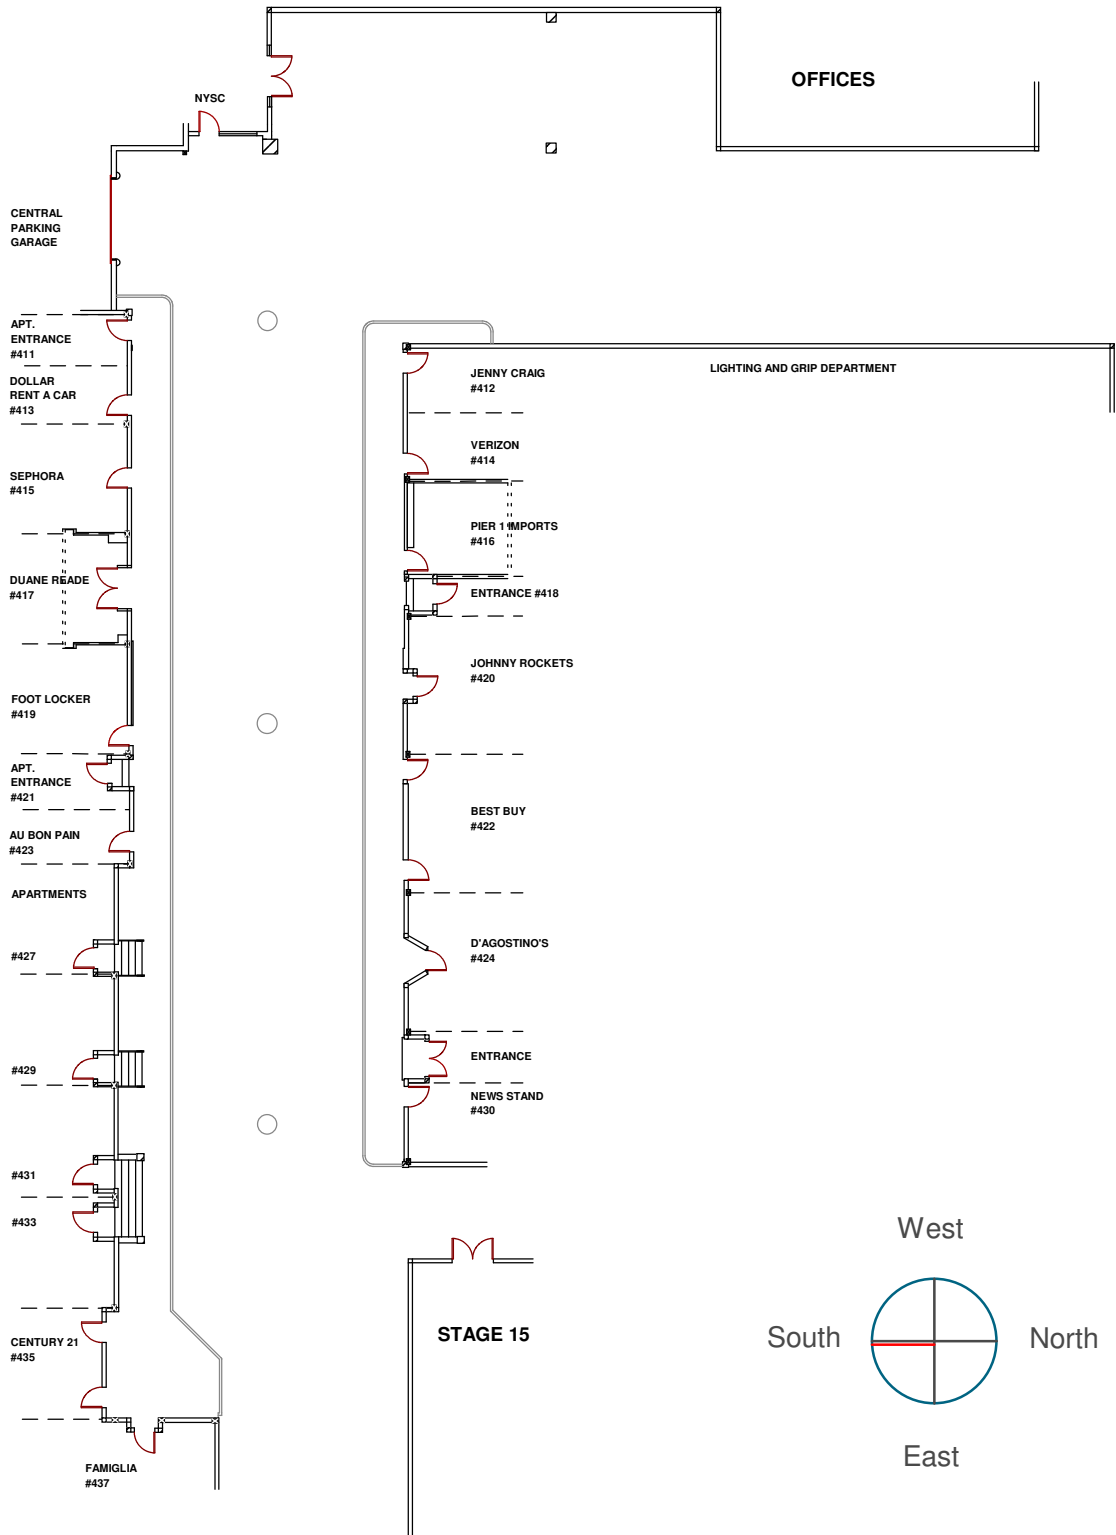 OFFICES
NYSC
CENTRAL
PARKING
GARAGE
APT.
ENTRANCE
#411
DOLLAR
RENT A CAR
#413
SEPHORA
#415
DUANE READE
#417
FOOT LOCKER
#419
APT.
ENTRANCE
#421
AU BON PAIN
#423
APARTMENTS
#427
#429
#431
#433
CENTURY 21
#435
FAMIGLIA
#437
JENNY CRAIG
#412
LIGHTING AND GRIP DEPARTMENT
VERIZON
#414
PIER 1 IMPORTS
#416
ENTRANCE #418
JOHNNY ROCKETS
#420
BEST BUY
#422
D'AGOSTINO'S
#424
ENTRANCE
NEWS STAND
#430
STAGE 15
West
South
North
East